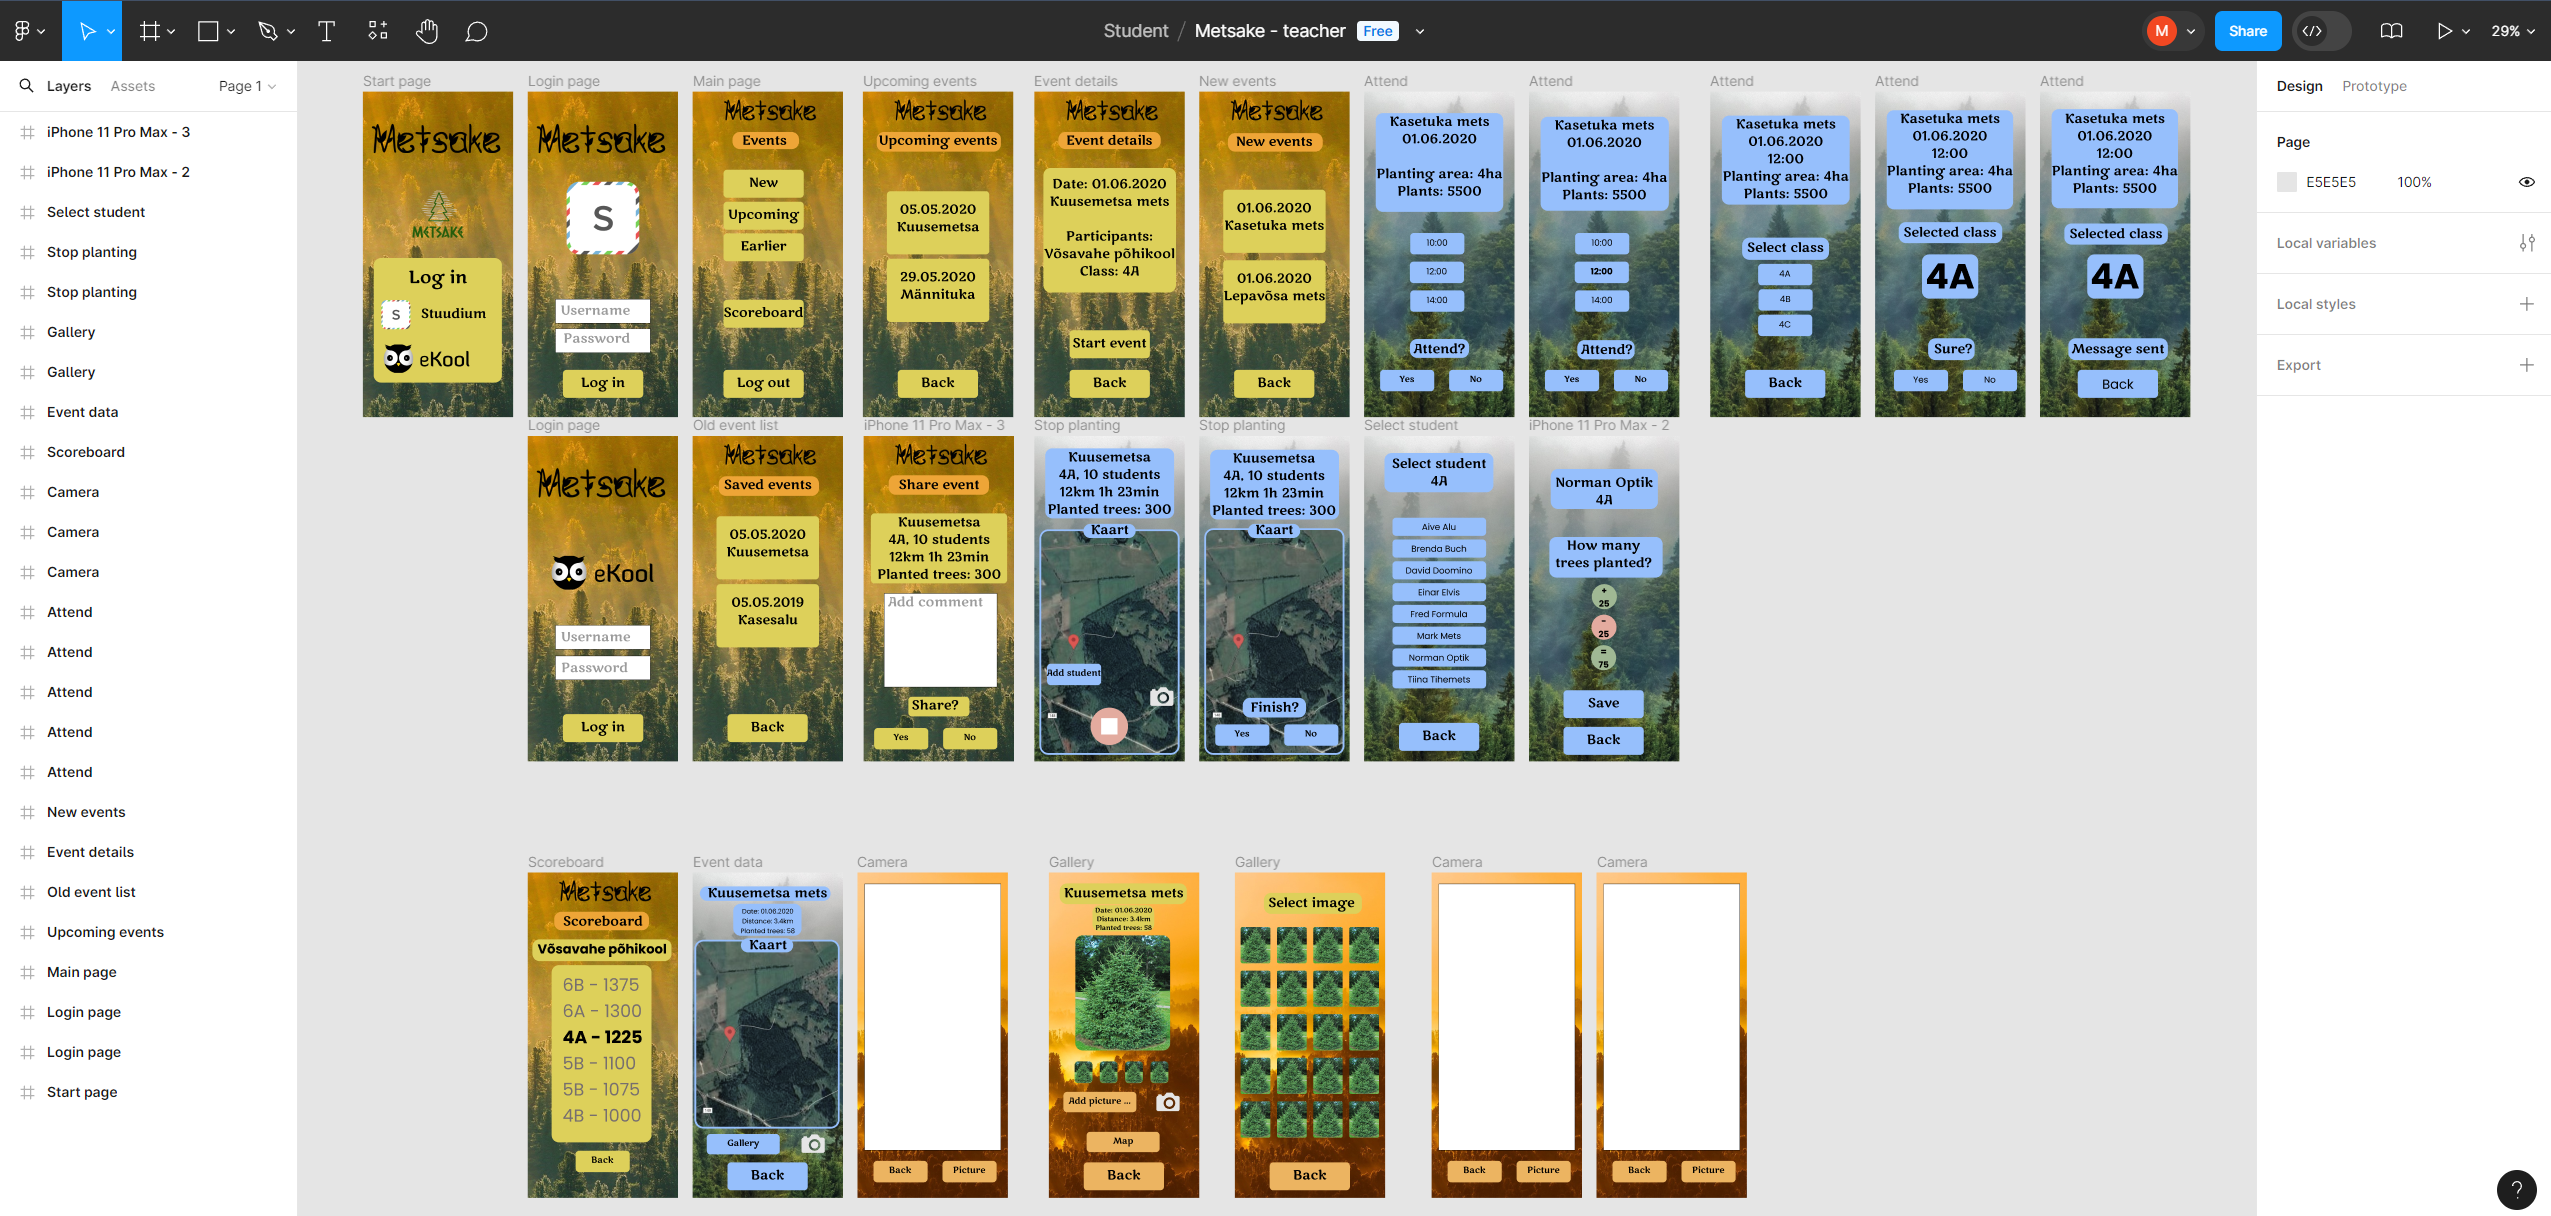 Student / Metsake - teacher Free
M
Share
29%
Layers
Assets
Page 1
iPhone 11 Pro Max - 3
iPhone 11 Pro Max - 2
Select student
Stop planting
Stop planting
Gallery
Gallery
Event data
Scoreboard
Camera
Camera
Camera
Attend
Attend
Attend
Attend
Attend
New events
Event details
Old event list
Upcoming events
Main page
Login page
Login page
Start page
Start page
Metsake
METSAKE
Log in
S Stuudium
eKool
Login page
Metsake
S
Username
Password
Log in
Main page
Metsake
Events
New
Upcoming
Earlier
Scoreboard
Log out
Upcoming events
Metsake
Upcoming events
05.05.2020
Kuusemetsa
29.05.2020
Männituka
Back
Event details
Metsake
Event details
Date: 01.06.2020
Kuusemetsa mets
Participants:
Võsavahe põhikool
Class: 4A
Start event
Back
New events
Metsake
New events
01.06.2020
Kasetuka mets
01.06.2020
Lepavõsa mets
Back
Attend
Kasetuka mets
01.06.2020
Planting area: 4ha
Plants: 5500
10:00
12:00
14:00
Attend?
Yes
No
Attend
Kasetuka mets
01.06.2020
Planting area: 4ha
Plants: 5500
10:00
12:00
14:00
Attend?
Yes
No
Attend
Kasetuka mets
01.06.2020
12:00
Planting area: 4ha
Plants: 5500
Select class
4A
4B
4C
Back
Attend
Kasetuka mets
01.06.2020
12:00
Planting area: 4ha
Plants: 5500
Selected class
4A
Sure?
Yes
No
Attend
Kasetuka mets
01.06.2020
12:00
Planting area: 4ha
Plants: 5500
Selected class
4A
Message sent
Back
Login page
Metsake
eKool
Username
Password
Log in
Old event list
Metsake
Saved events
05.05.2020
Kuusemetsa
05.05.2019
Kasesalu
Back
iPhone 11 Pro Max - 3
Metsake
Share event
Kuusemetsa
4A, 10 students
12km 1h 23min
Planted trees: 300
Add comment
Share?
Yes
No
Stop planting
Kuusemetsa
4A, 10 students
12km 1h 23min
Planted trees: 300
Kaart
Add student
Stop planting
Kuusemetsa
4A, 10 students
12km 1h 23min
Planted trees: 300
Kaart
Finish?
Yes
No
Select student
Select student
4A
Aive Alu
Brenda Buch
David Doomino
Einar Elvis
Fred Formula
Mark Mets
Norman Optik
Tiina Tihemets
Back
iPhone 11 Pro Max - 2
Norman Optik
4A
How many
trees planted?
+
25
-
25
=
75
Save
Back
Scoreboard
Metsake
Scoreboard
Võsavahe põhikool
6B - 1375
6A - 1300
4A - 1225
5B - 1100
5B - 1075
4B - 1000
Back
Event data
Kuusemetsa mets
Date: 01.06.2020
Distance: 3.4km
Planted trees: 58
Kaart
Gallery
Back
Camera
Back
Picture
Gallery
Kuusemetsa mets
Date: 01.06.2020
Distance: 3.4km
Planted trees: 58
Add picture ...
Map
Back
Gallery
Select image
Back
Camera
Back
Picture
Camera
Back
Picture
Design
Prototype
Page
E5E5E5
100%
Local variables
Local styles
Export
?